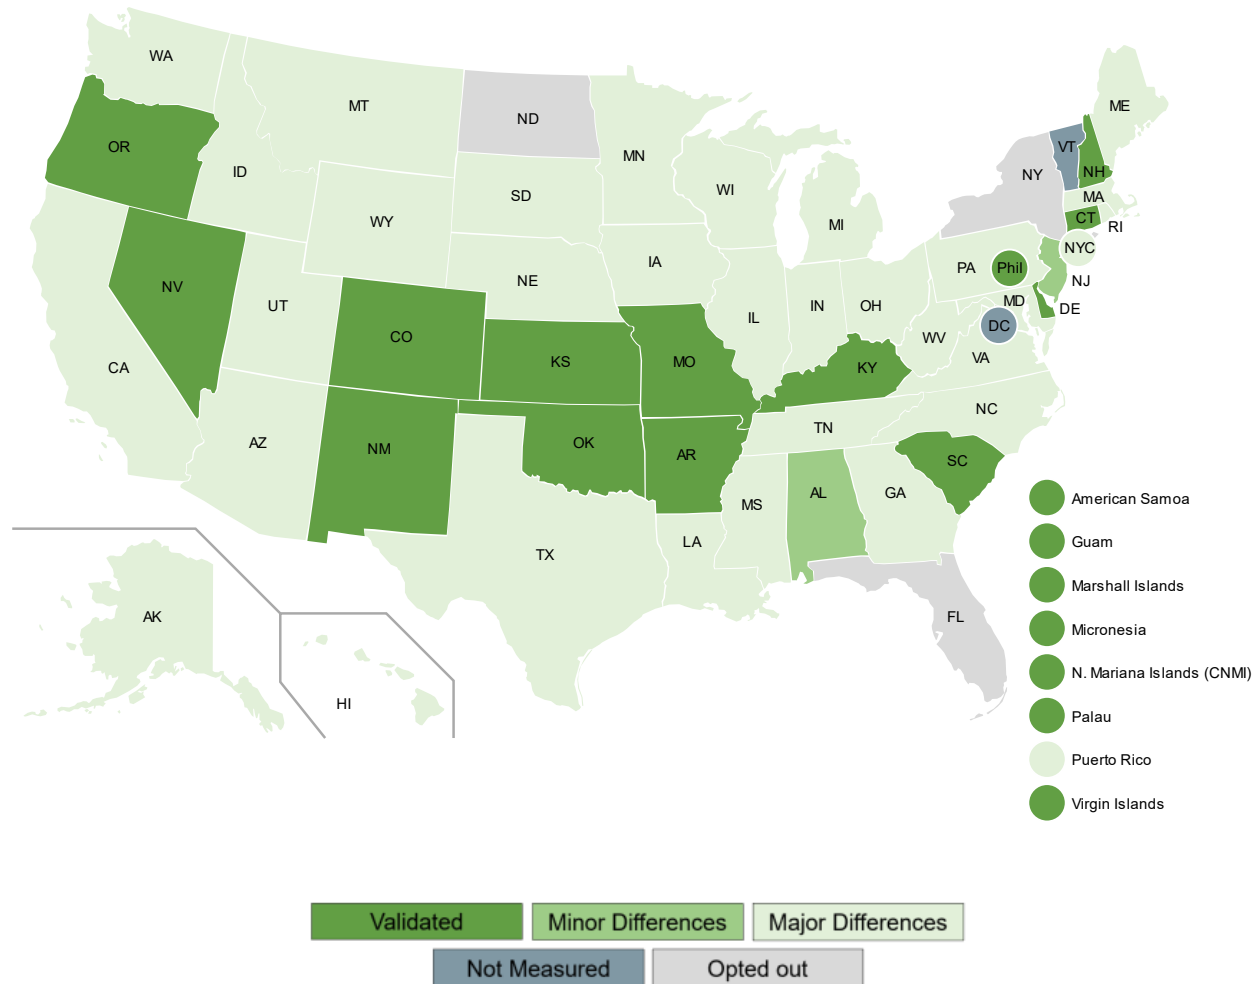 WA
ME
MT
ND
OR
VT
MN
NH
ID
NY
WI
SD
MA
WY
CT
MI
RI
NYC
IA
PA
Phil
NE
NJ
NV
MD
UT
IN
OH
DE
IL
DC
CO
WV
VA
KS
MO
CA
KY
NC
TN
AZ
OK
NM
AR
SC
AL
GA
MS
American Samoa
LA
Guam
TX
Marshall Islands
AK
FL
Micronesia
N. Mariana Islands (CNMI)
HI
Palau
Puerto Rico
Virgin Islands
Validated
Minor Differences
Major Differences
Not Measured
Opted out